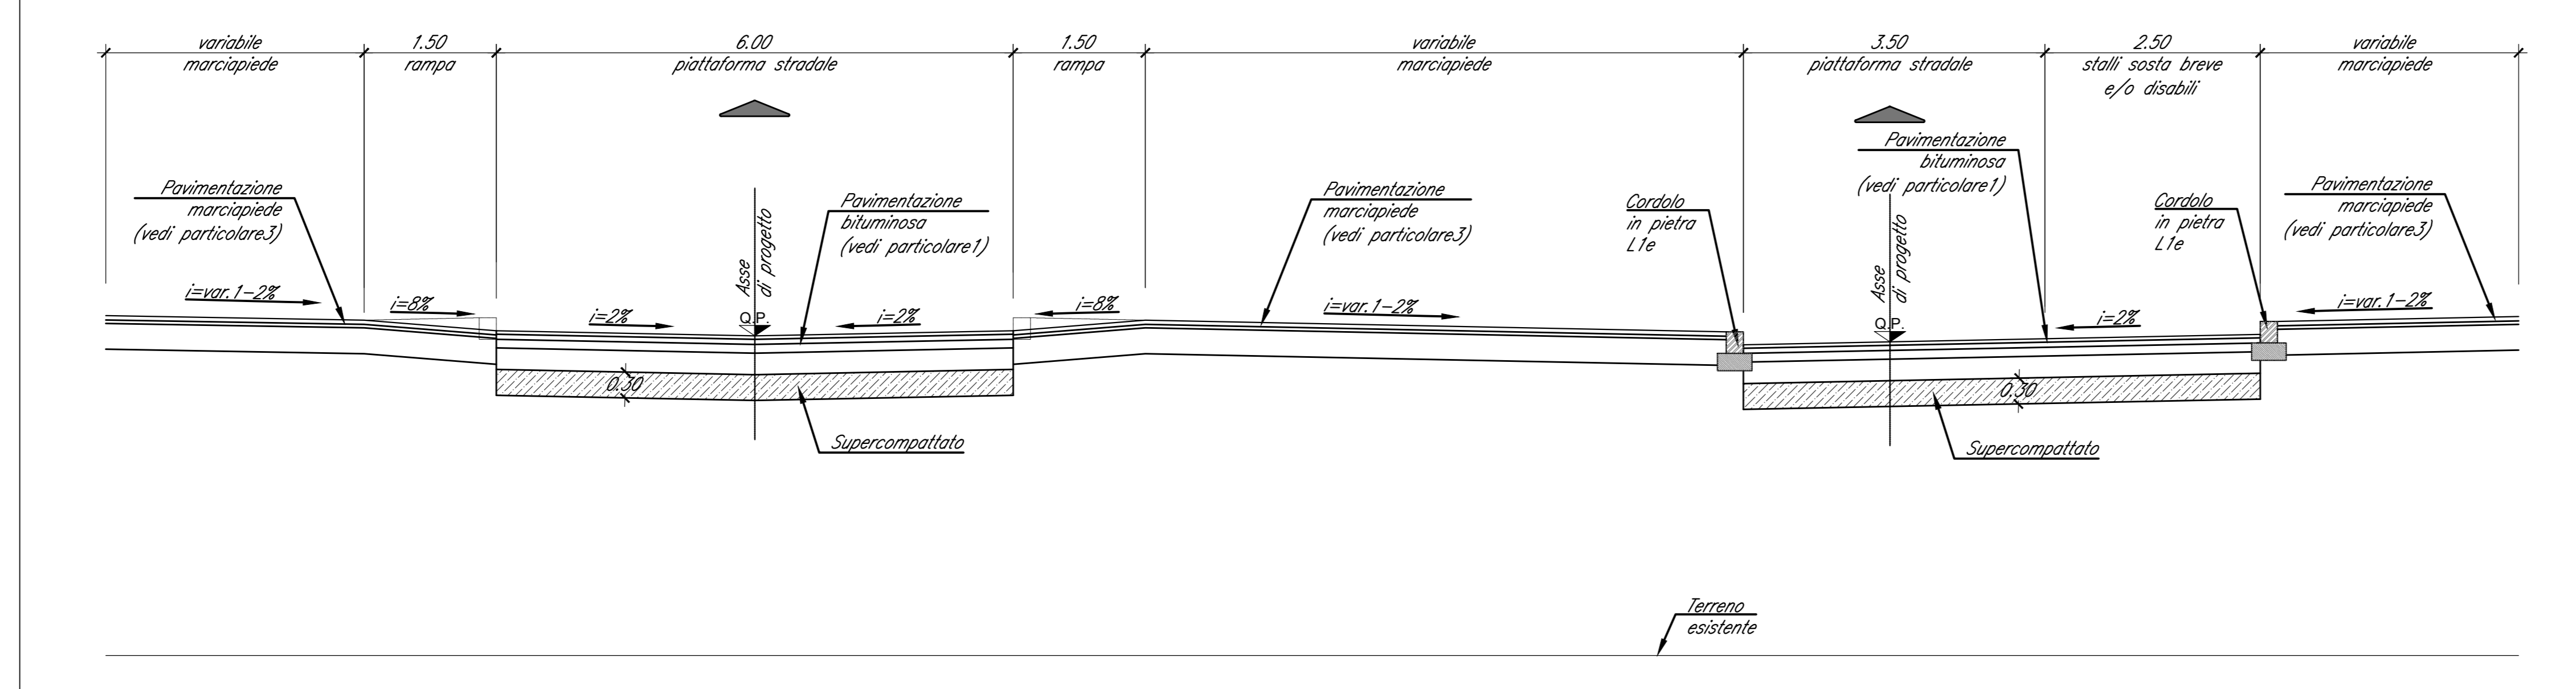 variabile
marciapiede
1.50
rampa
6.00
piattaforma stradale
1.50
rampa
variabile
marciapiede
3.50
piattaforma stradale
2.50
stalli sosta breve
e/o disabili
variabile
marciapiede
Pavimentazione
marciapiede
(vedi particolare3)
Asse
di progetto
Pavimentazione
bituminosa
(vedi particolare1)
Pavimentazione
marciapiede
(vedi particolare3)
Cordolo
in pietra
L1e
Pavimentazione
bituminosa
(vedi particolare1)
Asse
di progetto
Cordolo
in pietra
L1e
Pavimentazione
marciapiede
(vedi particolare3)
i=var.1-2%
i=8%
i=2%
Q.P.
i=2%
i=8%
i=var.1-2%
Q.P.
i=2%
i=var.1-2%
0.30
0.30
Supercompattato
Supercompattato
Terreno
esistente